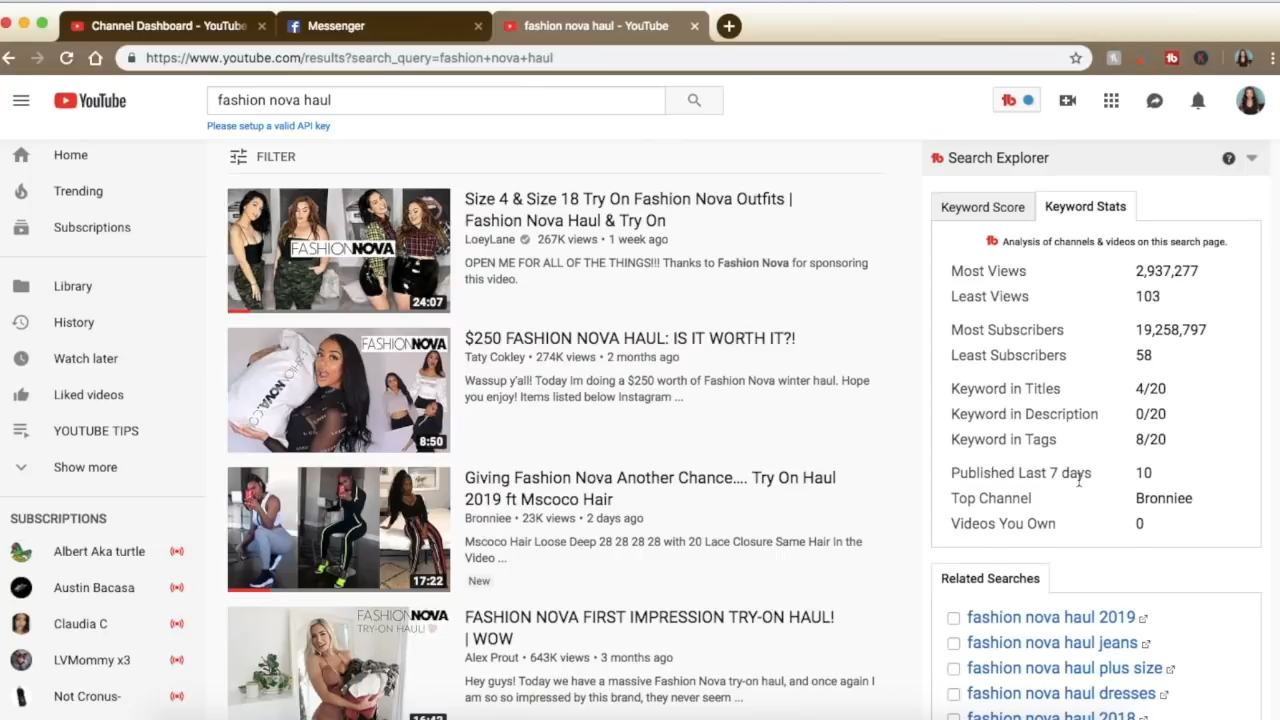 Channel Dashboard - YouTube
Messenger
fashion nova haul - YouTube
https://www.youtube.com/results?search_query=fashion+nova+haul
YouTube
fashion nova haul
Please setup a valid API key
Home
Trending
Subscriptions
Library
History
Watch later
Liked videos
YOUTUBE TIPS
Show more
SUBSCRIPTIONS
Albert Aka turtle
Austin Bacasa
Claudia C
LVMommy x3
Not Cronus-
FILTER
FASHIONNOVA
24:07
Size 4 & Size 18 Try On Fashion Nova Outfits |
Fashion Nova Haul & Try On
LoeyLane • 267K views • 1 week ago
OPEN ME FOR ALL OF THE THINGS!!! Thanks to Fashion Nova for sponsoring
this video.
FASHIONNOVA
8:50
$250 FASHION NOVA HAUL: IS IT WORTH IT?!
Taty Cokley • 274K views • 2 months ago
Wassup y'all! Today Im doing a $250 worth of Fashion Nova winter haul. Hope
you enjoy! Items listed below Instagram ...
17:22
Giving Fashion Nova Another Chance.... Try On Haul
2019 ft Mscoco Hair
Bronniee • 23K views • 2 days ago
Mscoco Hair Loose Deep 28 28 28 28 with 20 Lace Closure Same Hair In the
Video ...
New
FASHIONNOVA
TRY-ON HAUL!
FASHION NOVA FIRST IMPRESSION TRY-ON HAUL!
| WOW
Alex Prout • 643K views • 3 months ago
Hey guys! Today we have a massive Fashion Nova try-on haul, and once again I
am so so impressed by this brand, they never seem ...
tb
tb Search Explorer
Keyword Score
Keyword Stats
tb Analysis of channels & videos on this search page.
Most Views 2,937,277
Least Views 103
Most Subscribers 19,258,797
Least Subscribers 58
Keyword in Titles 4/20
Keyword in Description 0/20
Keyword in Tags 8/20
Published Last 7 days 10
Top Channel Bronniee
Videos You Own 0
Related Searches
fashion nova haul 2019
fashion nova haul jeans
fashion nova haul plus size
fashion nova haul dresses
fashion nova haul 2018